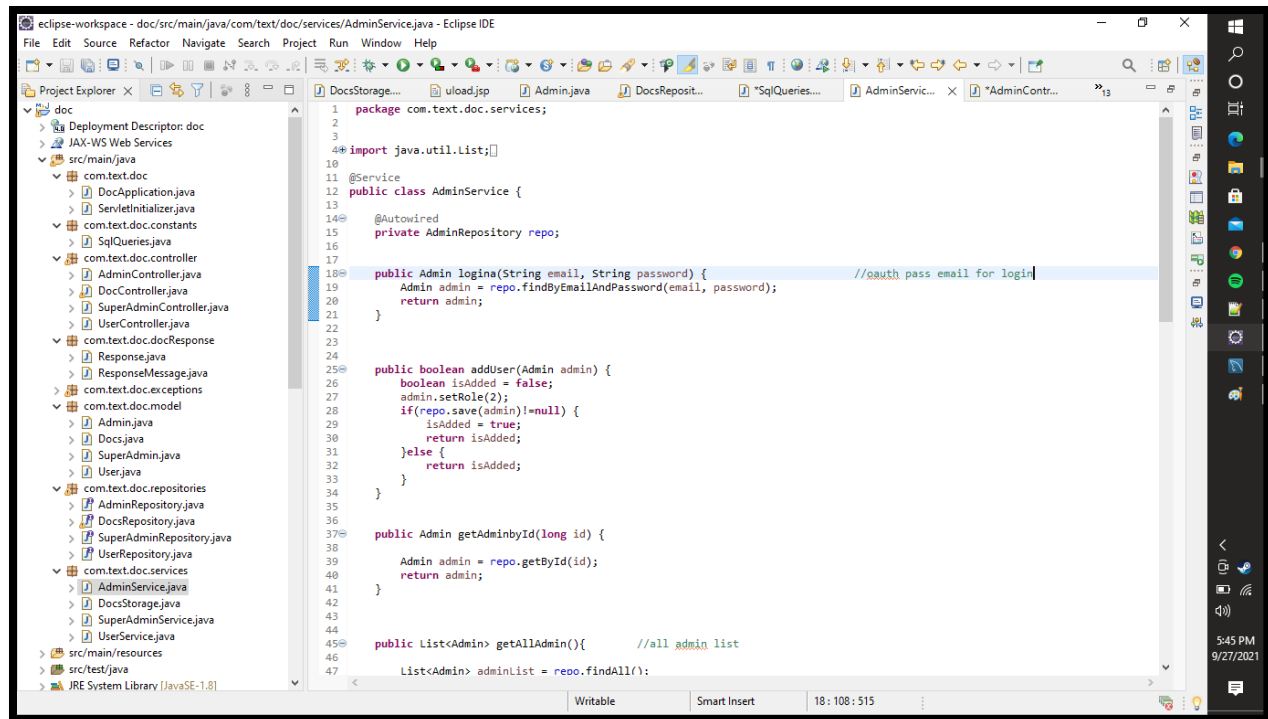 eclipse-workspace - doc/src/main/java/com/text/doc/services/AdminService.java - Eclipse IDE
File Edit Source Refactor Navigate Search Project Run Window Help
Project Explorer
doc
Deployment Descriptor: doc
JAX-WS Web Services
src/main/java
com.text.doc
DocApplication.java
ServletInitializer.java
com.text.doc.constants
SqlQueries.java
com.text.doc.controller
AdminController.java
DocController.java
SuperAdminController.java
UserController.java
com.text.doc.docResponse
Response.java
ResponseMessage.java
com.text.doc.exceptions
com.text.doc.model
Admin.java
Docs.java
SuperAdmin.java
User.java
com.text.doc.repositories
AdminRepository.java
DocsRepository.java
SuperAdminRepository.java
UserRepository.java
com.text.doc.services
AdminService.java
DocsStorage.java
SuperAdminService.java
UserService.java
src/main/resources
src/test/java
JRE System Library [JavaSE-1.8]
DocsStorage.... uload.jsp Admin.java DocsReposit... *SqlQueries.... AdminServic... *AdminContr... »13
1 package com.text.doc.services;
2
3
4 import java.util.List;
10
11 @Service
12 public class AdminService {
13
14 @Autowired
15 private AdminRepository repo;
16
17
18 public Admin logina(String email, String password) { //oauth pass email for login
19 Admin admin = repo.findByEmailAndPassword(email, password);
20 return admin;
21 }
22
23
24
25 public boolean addUser(Admin admin) {
26 boolean isAdded = false;
27 admin.setRole(2);
28 if(repo.save(admin)!=null) {
29 isAdded = true;
30 return isAdded;
31 }else {
32 return isAdded;
33 }
34 }
35
36
37 public Admin getAdminbyId(long id) {
38
39 Admin admin = repo.getById(id);
40 return admin;
41 }
42
43
44
45 public List<Admin> getAllAdmin(){ //all admin list
46
47 List<Admin> adminList = repo.findAll();
Writable Smart Insert 18 : 108 : 515
5:45 PM
9/27/2021